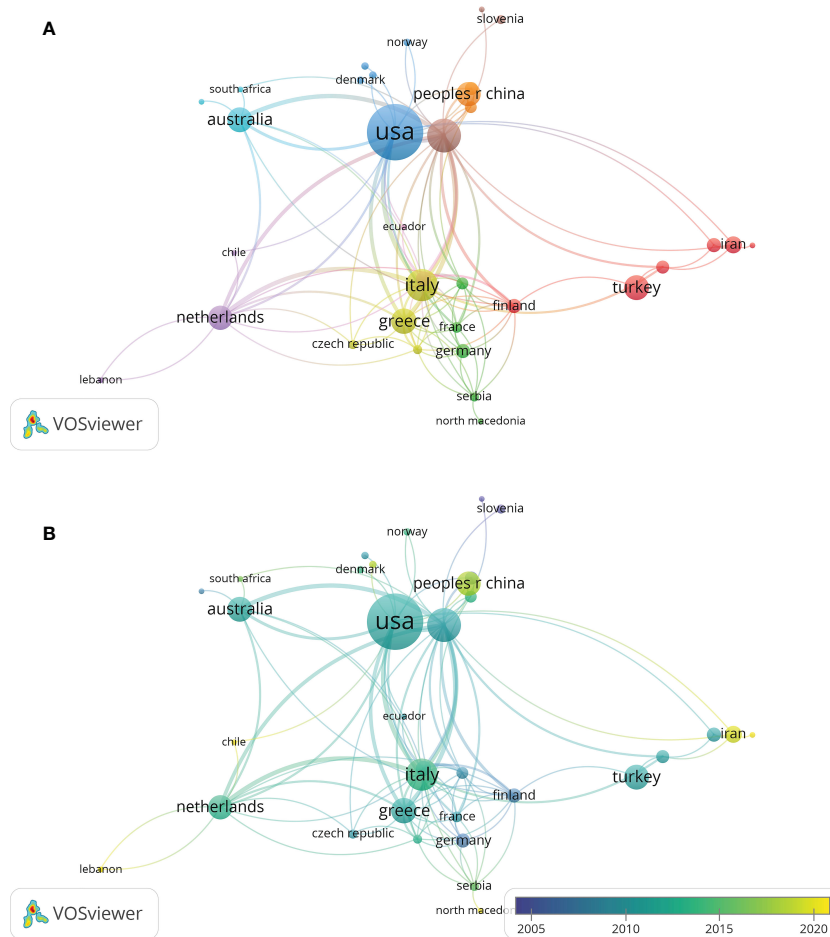 A
slovenia
norway
denmark
south africa
peoples r china
australia
usa
ecuador
iran
chile
italy
turkey
finland
netherlands
greece
france
czech republic
germany
lebanon
serbia
north macedonia
VOSviewer
B
slovenia
norway
denmark
south africa
peoples r china
australia
usa
ecuador
iran
chile
italy
turkey
finland
netherlands
greece
france
czech republic
germany
lebanon
serbia
north macedon
VOSviewer
2005 2010 2015 2020